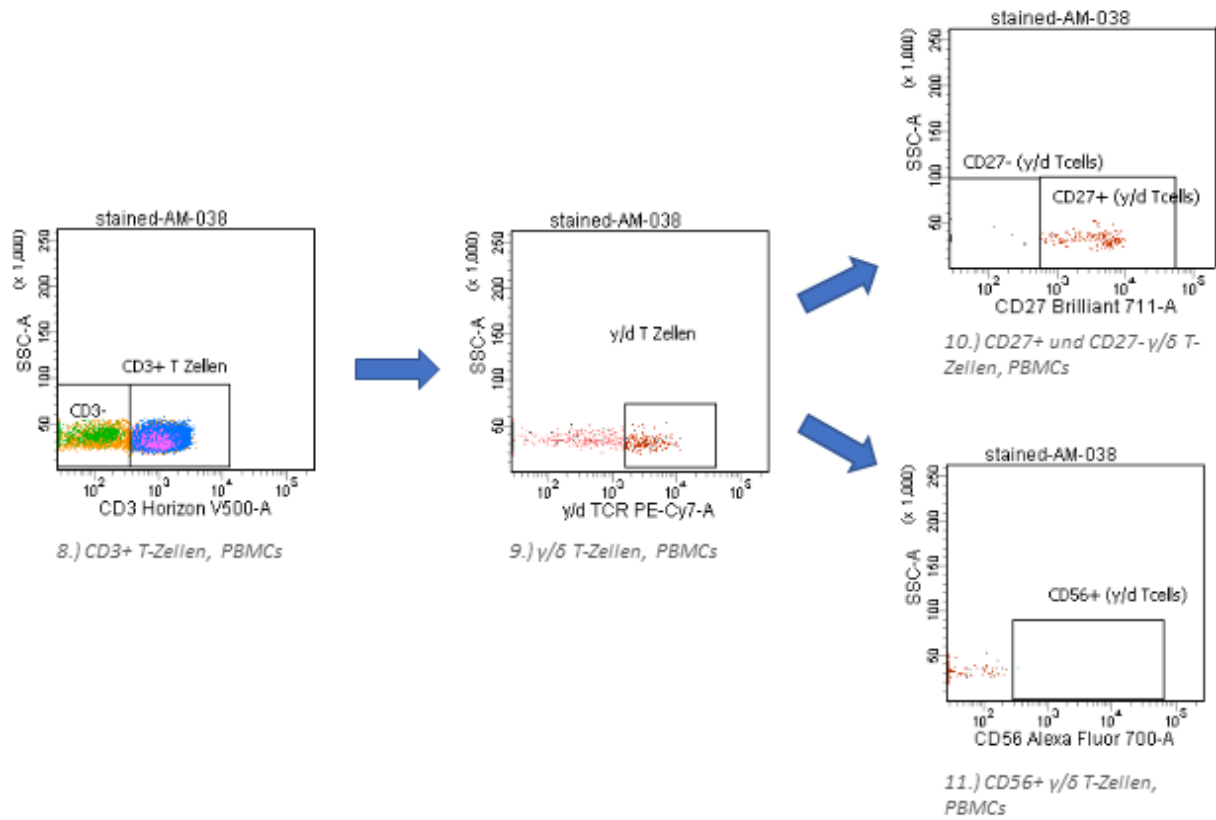 stained-AM-038
SSC-A (x 1,000)
250
200
150
100
50
CD3+ T Zellen
CD3-
10² 10³ 10⁴ 10⁵
CD3 Horizon V500-A
8.) CD3+ T-Zellen, PBMCs
stained-AM-038
SSC-A (x 1,000)
250
200
150
100
50
y/d T Zellen
10² 10³ 10⁴ 10⁵
y/d TCR PE-Cy7-A
9.) γ/δ T-Zellen, PBMCs
stained-AM-038
SSC-A (x 1,000)
250
200
150
100
50
CD27- (y/d Tcells)
CD27+ (y/d Tcells)
10² 10³ 10⁴ 10⁵
CD27 Brilliant 711-A
10.) CD27+ und CD27- γ/δ T-
Zellen, PBMCs
stained-AM-038
SSC-A (x 1,000)
250
200
150
100
50
CD56+ (y/d Tcells)
10² 10³ 10⁴ 10⁵
CD56 Alexa Fluor 700-A
11.) CD56+ γ/δ T-Zellen,
PBMCs